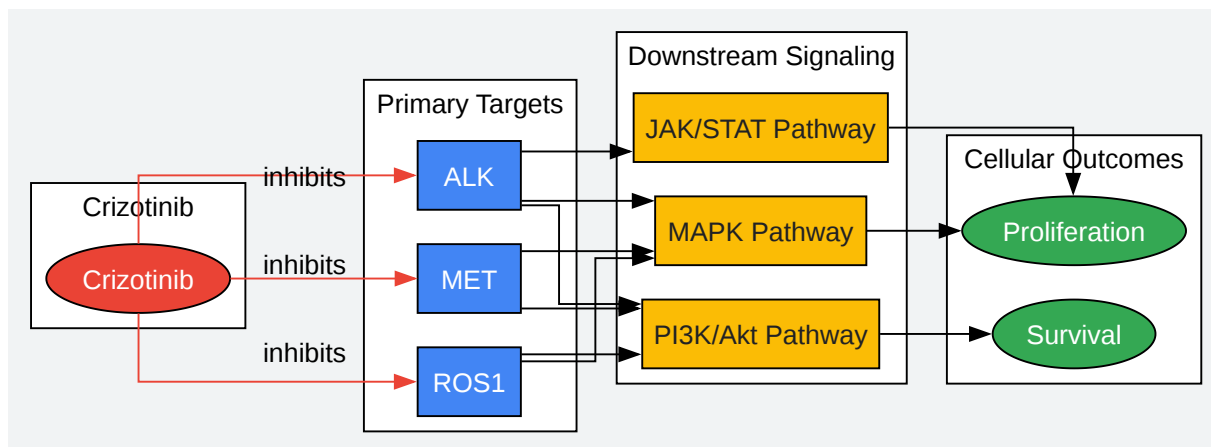 Crizotinib
Crizotinib
inhibits
inhibits
inhibits
Primary Targets
ALK
MET
ROS1
Downstream Signaling
JAK/STAT Pathway
MAPK Pathway
PI3K/Akt Pathway
Cellular Outcomes
Proliferation
Survival